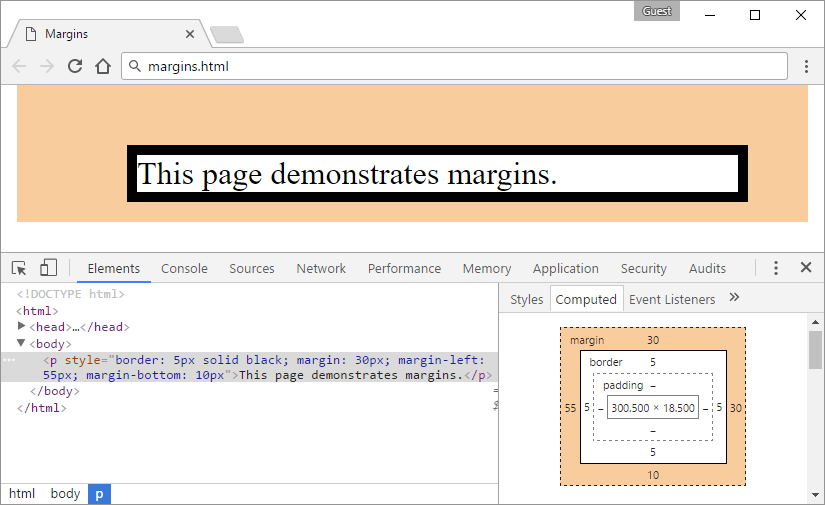 Guest
Margins
margins.html
This page demonstrates margins.
Elements Console Sources Network Performance Memory Application Security Audits
<!DOCTYPE html>
<html>
<head>…</head>
<body>
<p style="border: 5px solid black; margin: 30px; margin-left:
55px; margin-bottom: 10px">This page demonstrates margins.</p>
</body>
</html>
html body p
Styles Computed Event Listeners »
margin 30
border 5
padding –
55 5 – 300.500 × 18.500 – 5 30
–
5
10